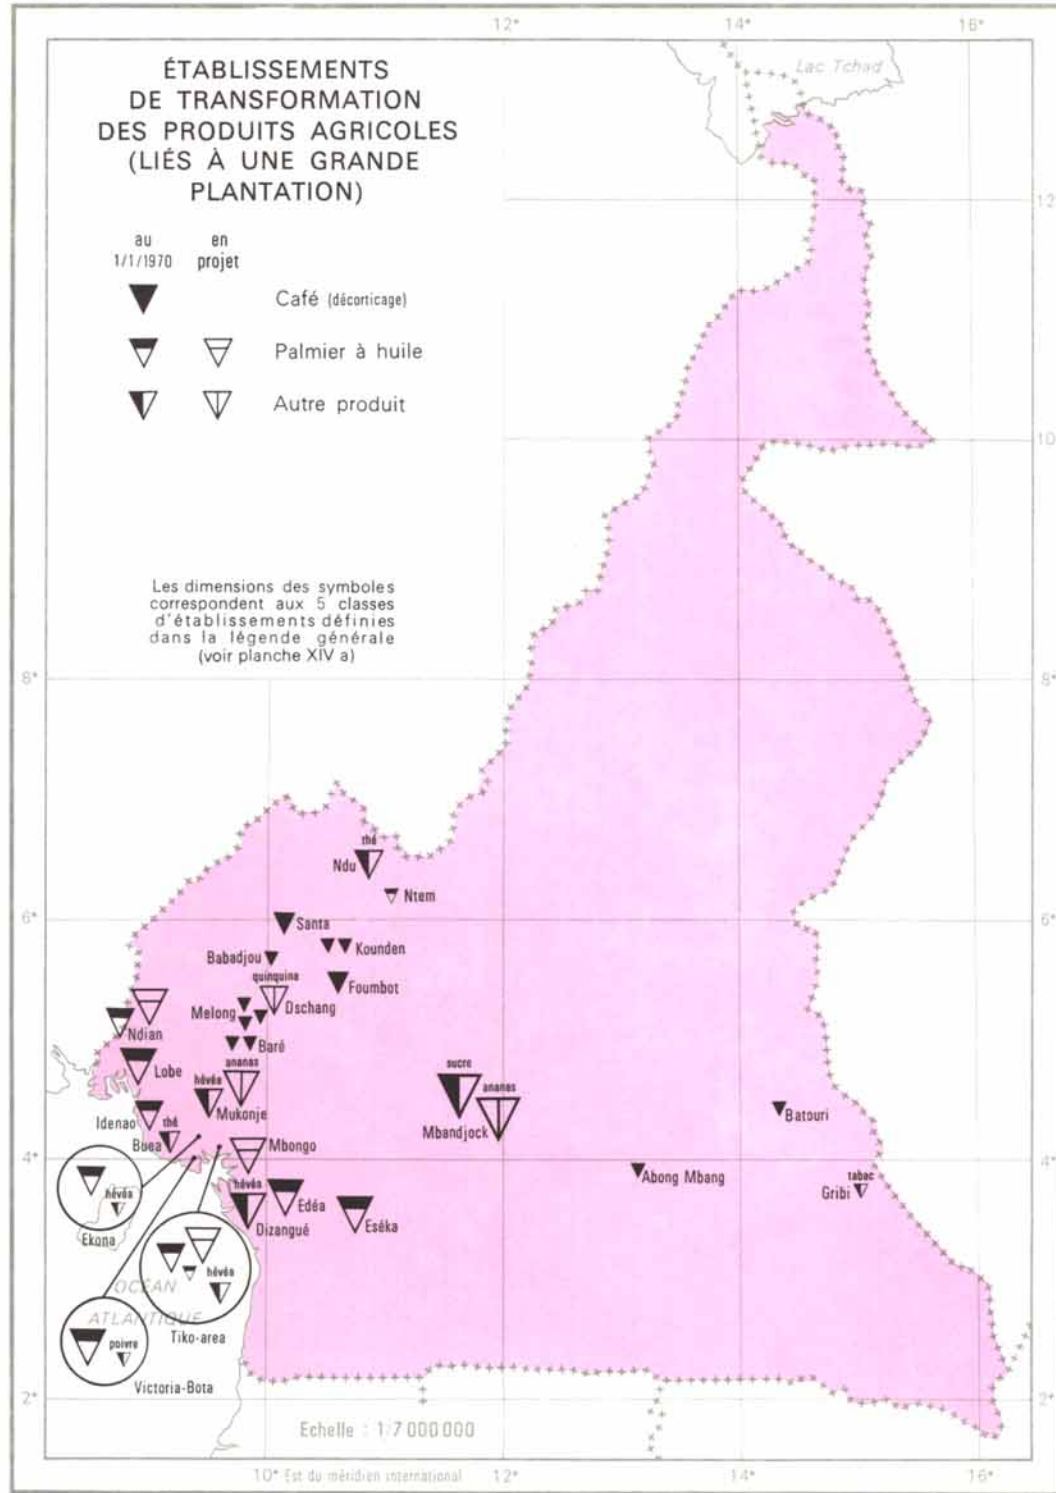 12°
14°
16°
Lac Tchad
ÉTABLISSEMENTS
DE TRANSFORMATION
DES PRODUITS AGRICOLES
(LIÉS À UNE GRANDE
PLANTATION)
au
1/1/1970
en
projet
Café (décorticage)
Palmier à huile
Autre produit
Les dimensions des symboles
correspondent aux 5 classes
d'établissements définies
dans la légende générale
(voir planche XIV a)
12°
10°
8°
8°
thé
Ndu
Ntem
6°
6°
Santa
Kounden
Babadjou
quinquina
Foumbot
Melong
Dschang
Ndian
Baré
ananas
Lobe
hévéa
sucre
ananas
Mukonje
Idenao
thé
Mbandjock
Batouri
Buea
Mbongo
4°
4°
Abong Mbang
tabac
Gribi
hévéa
hévéa
Edéa
Dizangué
Eséka
Ekona
hévéa
OCÉAN
ATLANTIQUE
Tiko-area
poivre
Victoria-Bota
2°
2°
Echelle : 1:7 000 000
10° Est du méridien international
12°
14°
16°